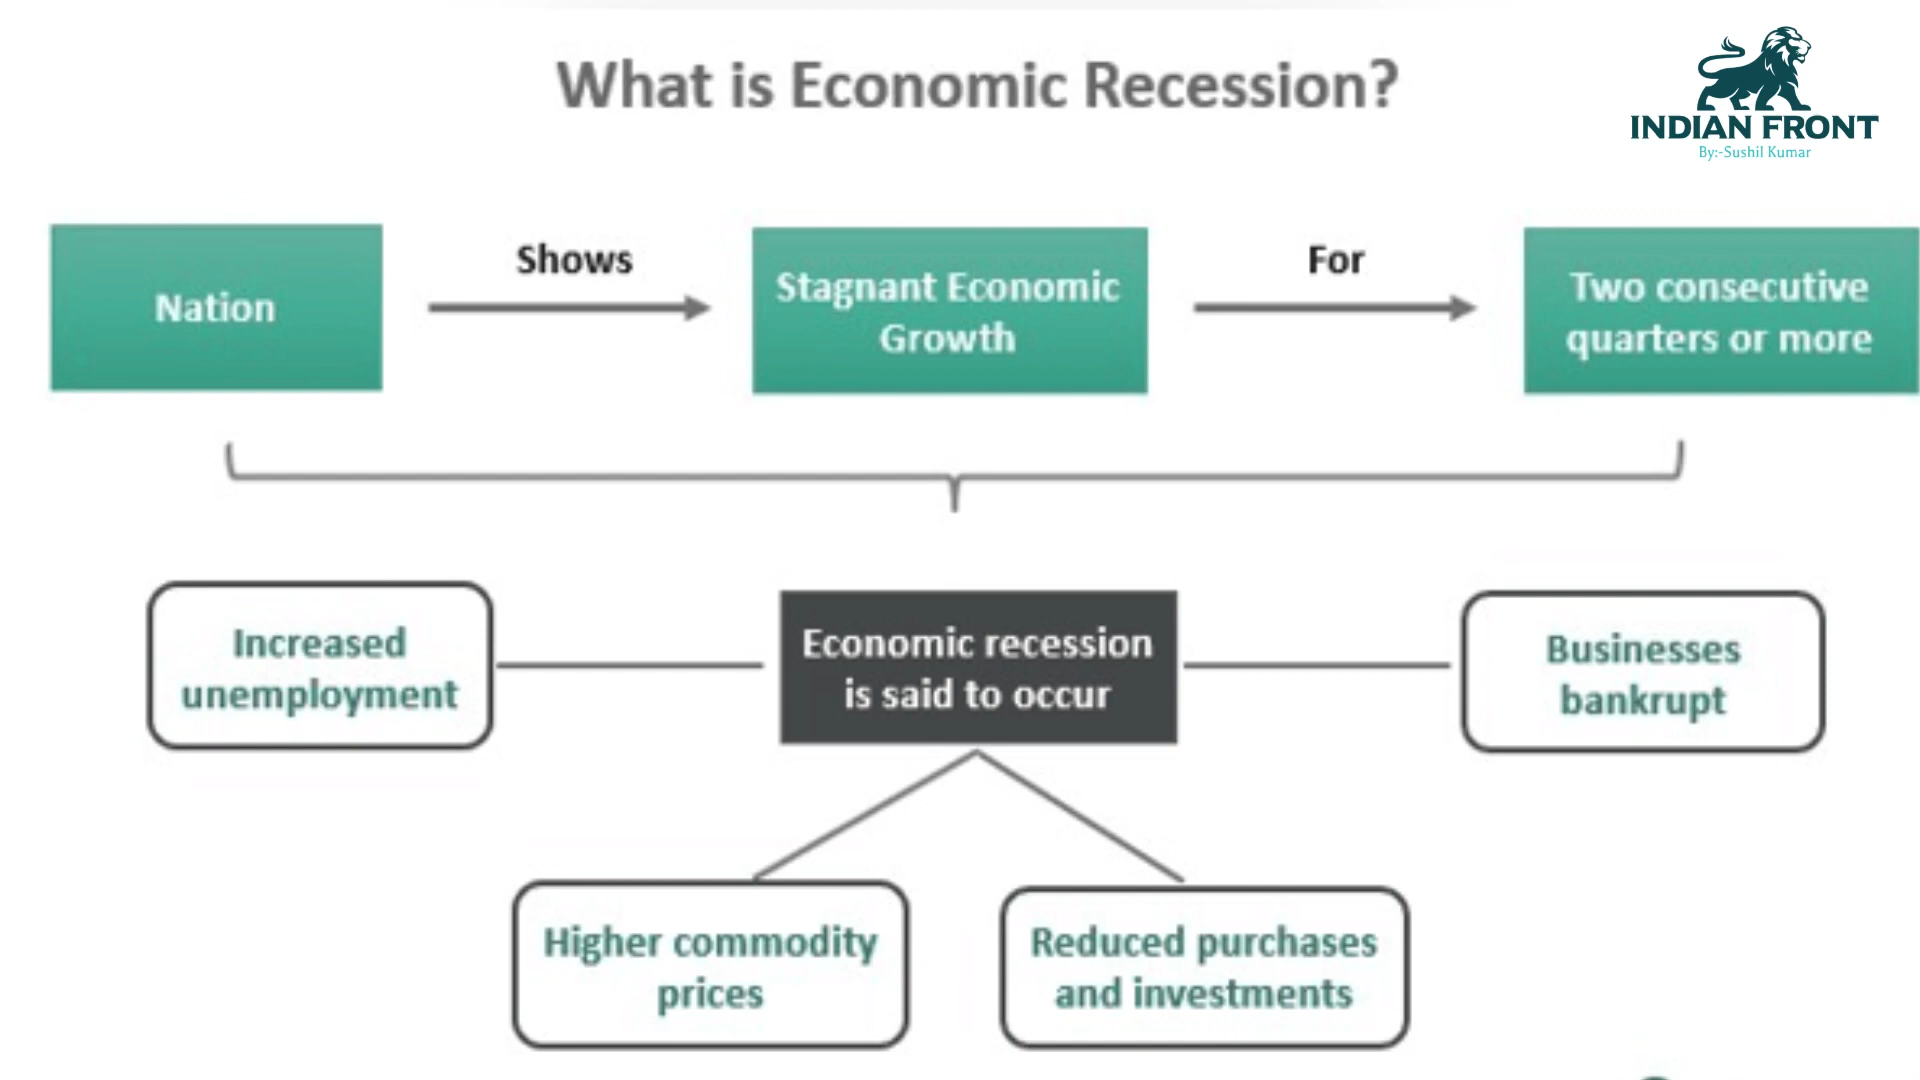 What is Economic Recession?
INDIAN FRONT
By:-Sushil Kumar
Nation
Shows
Stagnant Economic
Growth
For
Two consecutive
quarters or more
Increased
unemployment
Economic recession
is said to occur
Businesses
bankrupt
Higher commodity
prices
Reduced purchases
and investments